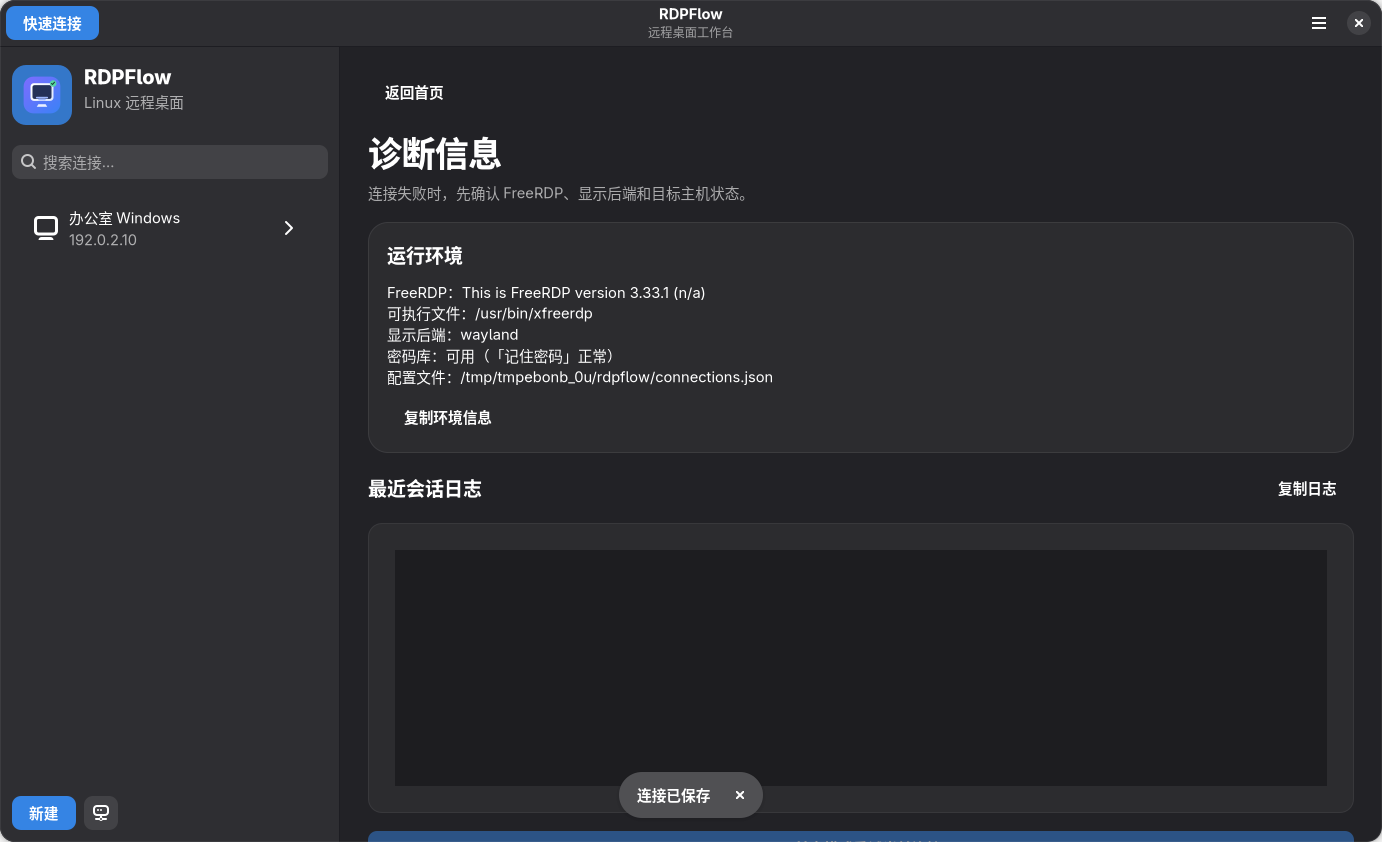 快速连接
RDPFlow
远程桌面工作台
RDPFlow
Linux 远程桌面
搜索连接...
办公室 Windows
192.0.2.10
新建
返回首页
诊断信息
连接失败时，先确认 FreeRDP、显示后端和目标主机状态。
运行环境
FreeRDP：This is FreeRDP version 3.33.1 (n/a)
可执行文件：/usr/bin/xfreerdp
显示后端：wayland
密码库：可用（「记住密码」正常）
配置文件：/tmp/tmpebonb_0u/rdpflow/connections.json
复制环境信息
最近会话日志
复制日志
连接已保存